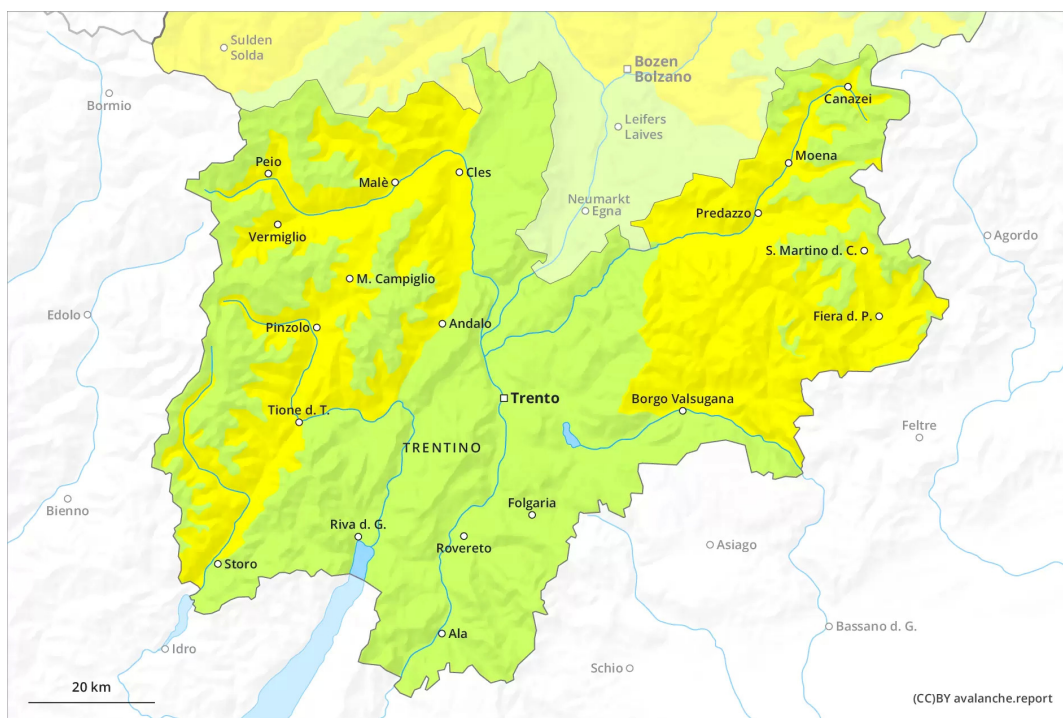 Sulden
Solda
Bozen
Bolzano
Bormio
Canazei
Leifers
Laives
Peio
Malè
Cles
Moena
Neumarkt
Egna
Predazzo
Vermiglio
S. Martino d. C.
Agordo
M. Campiglio
Edolo
Pinzolo
Andalo
Fiera d. P.
Trento
Borgo Valsugana
Tione d. T.
Feltre
TRENTINO
Bienno
Folgaria
Riva d. G.
Rovereto
Asiago
Storo
Bassano d. G.
Ala
Idro
Schio
20 km
(CC)BY avalanche.report